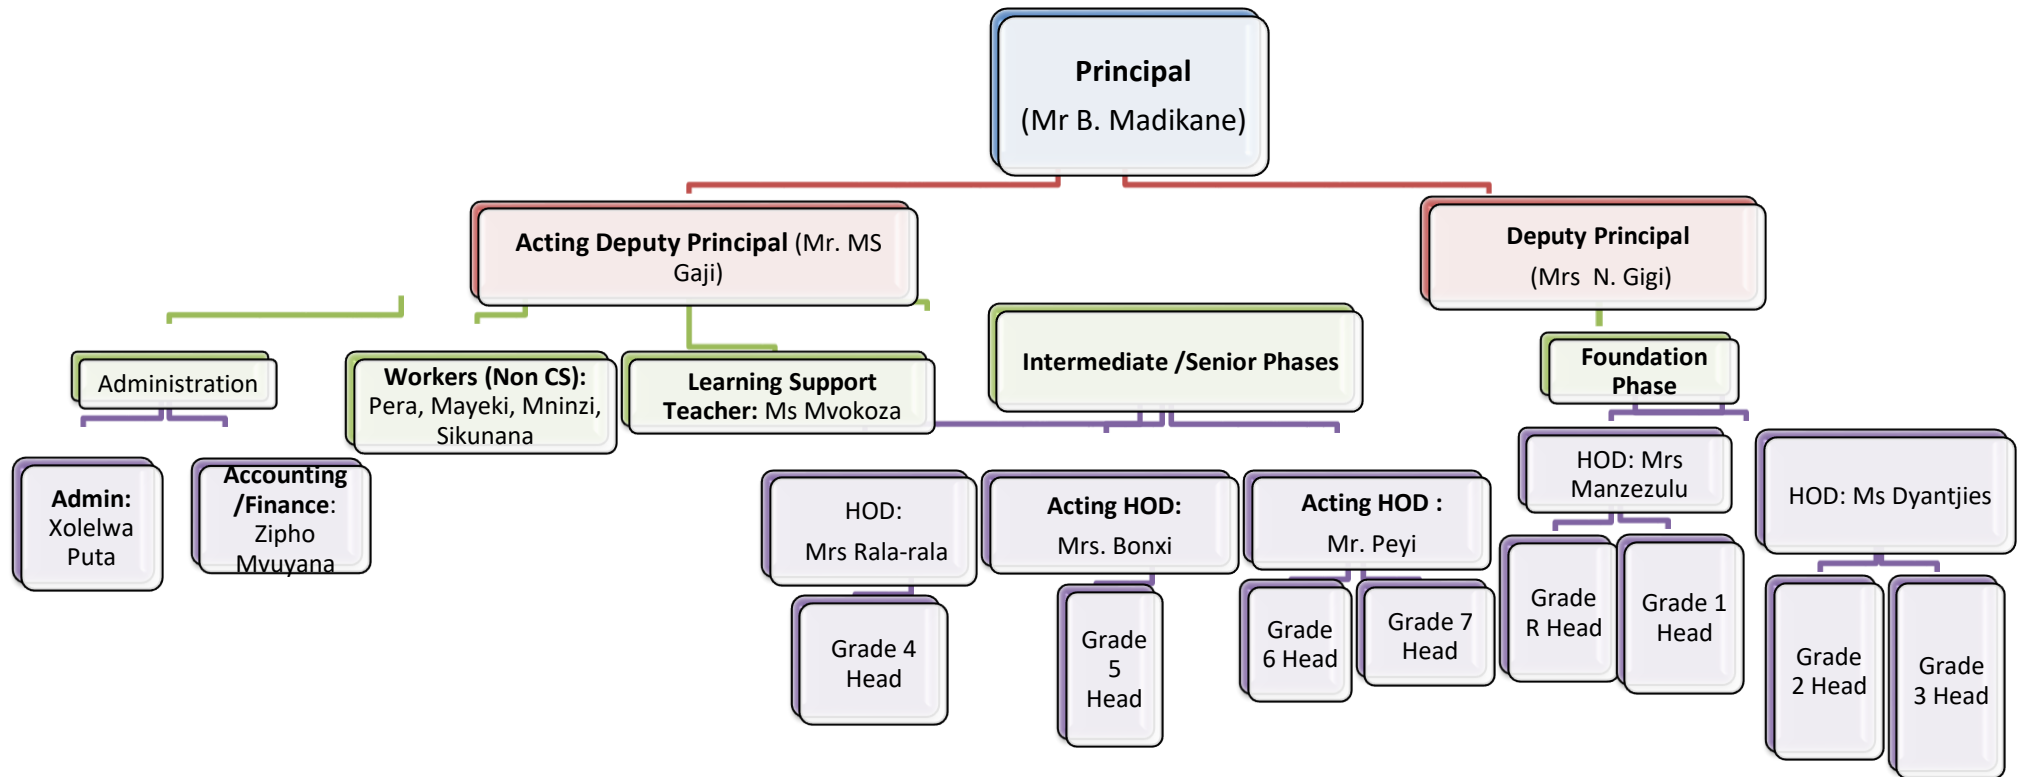 Principal
(Mr B. Madikane)
Acting Deputy Principal (Mr. MS
Gaji)
Deputy Principal
(Mrs N. Gigi)
Administration
Workers (Non CS):
Pera, Mayeki, Mninzi,
Sikunana
Learning Support
Teacher: Ms Mvokoza
Intermediate /Senior Phases
Foundation
Phase
Admin:
Xolelwa
Puta
Accounting
/Finance:
Zipho
Mvuyana
HOD:
Mrs Rala-rala
Acting HOD:
Mrs. Bonxi
Acting HOD :
Mr. Peyi
HOD: Mrs
Manzezulu
HOD: Ms Dyantjies
Grade 4
Head
Grade
5
Head
Grade
6 Head
Grade 7
Head
Grade
R Head
Grade 1
Head
Grade
2 Head
Grade
3 Head